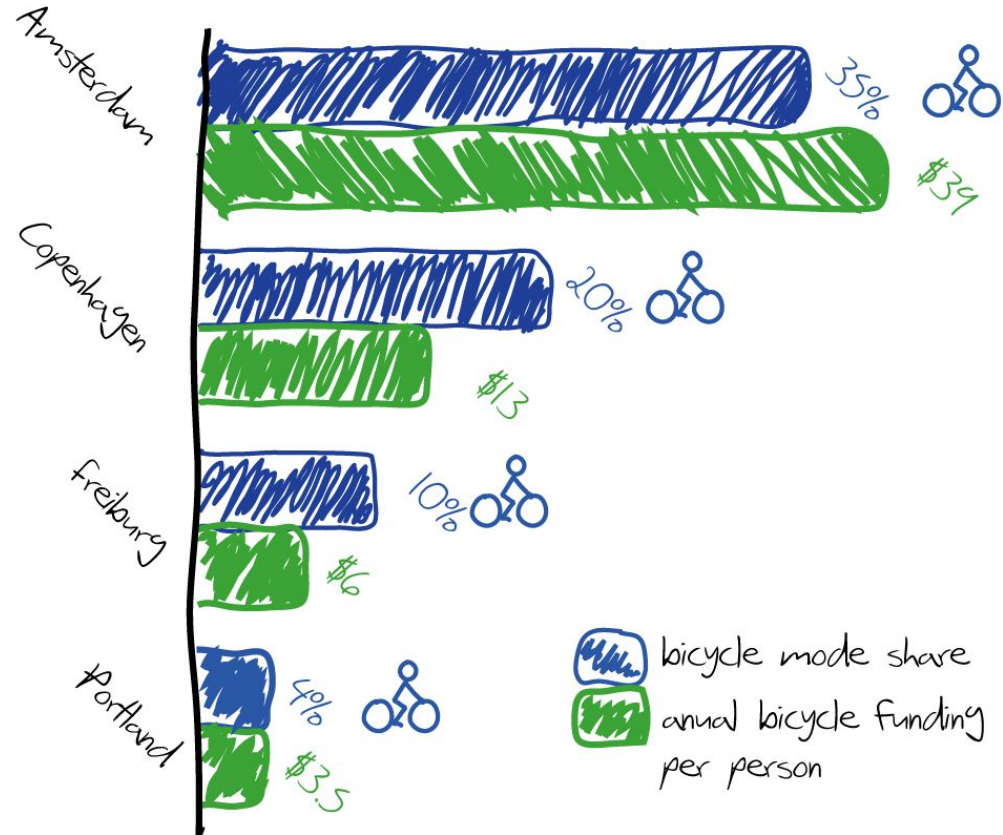 Amsterdam
35%
$39
Copenhagen
20%
$13
freiburg
10%
$6
Portland
4%
$3.5
bicycle mode share
anual bicycle funding
per person